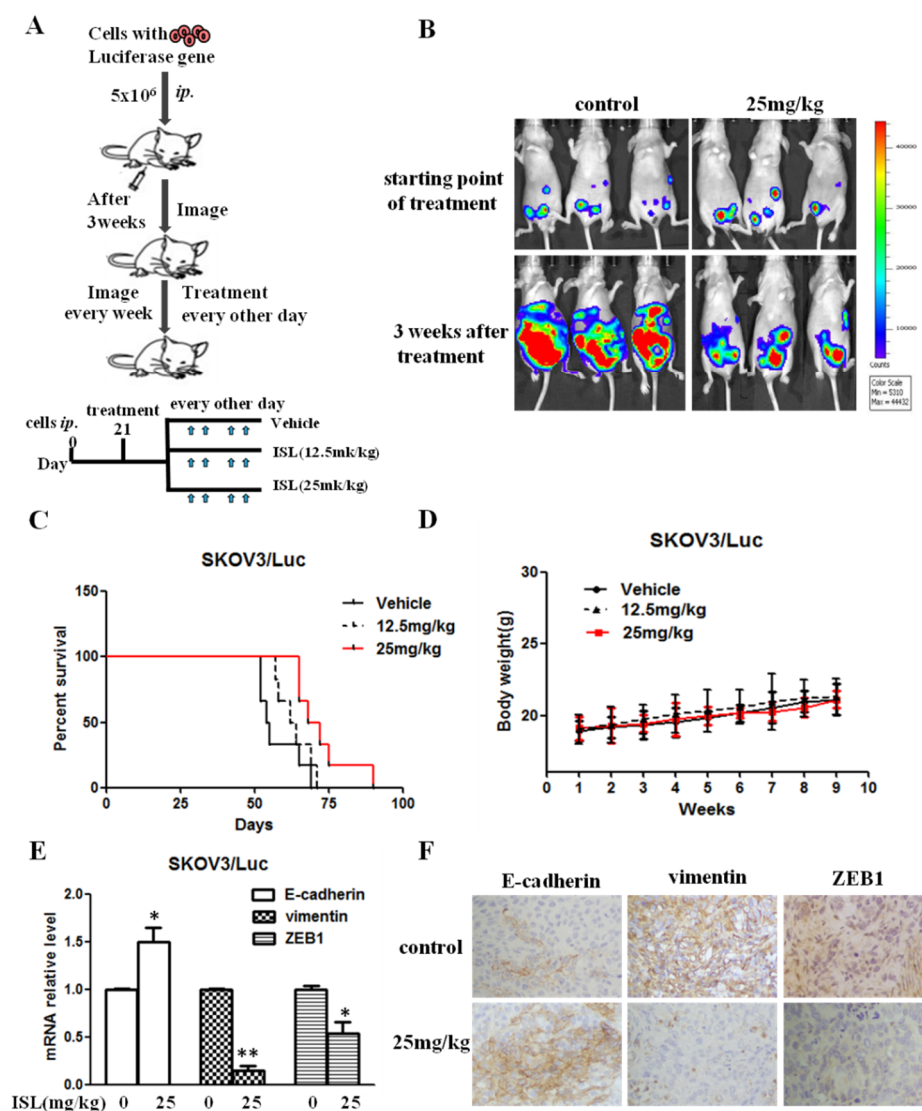 A
Cells with
Luciferase gene
5x10⁶ ip.
After
3weeks
Image
Image
every week
Treatment
every other day
cells ip.
treatment
every other day
0
21
Day
Vehicle
ISL(12.5mk/kg)
ISL(25mk/kg)
B
control
25mg/kg
starting point
of treatment
3 weeks after
treatment
40000
30000
20000
10000
Counts
Color Scale
Min = 5310
Max = 44432
C
SKOV3/Luc
Percent survival
150
100
50
0
0 25 50 75 100
Days
Vehicle
12.5mg/kg
25mg/kg
D
SKOV3/Luc
Body weight(g)
30
25
20
0 1 2 3 4 5 6 7 8 9 10
Weeks
Vehicle
12.5mg/kg
25mg/kg
E
SKOV3/Luc
mRNA relative level
2.0
1.5
1.0
0.5
0.0
E-cadherin
vimentin
ZEB1
*
**
*
ISL(mg/kg) 0 25 0 25 0 25
F
E-cadherin
vimentin
ZEB1
control
25mg/kg